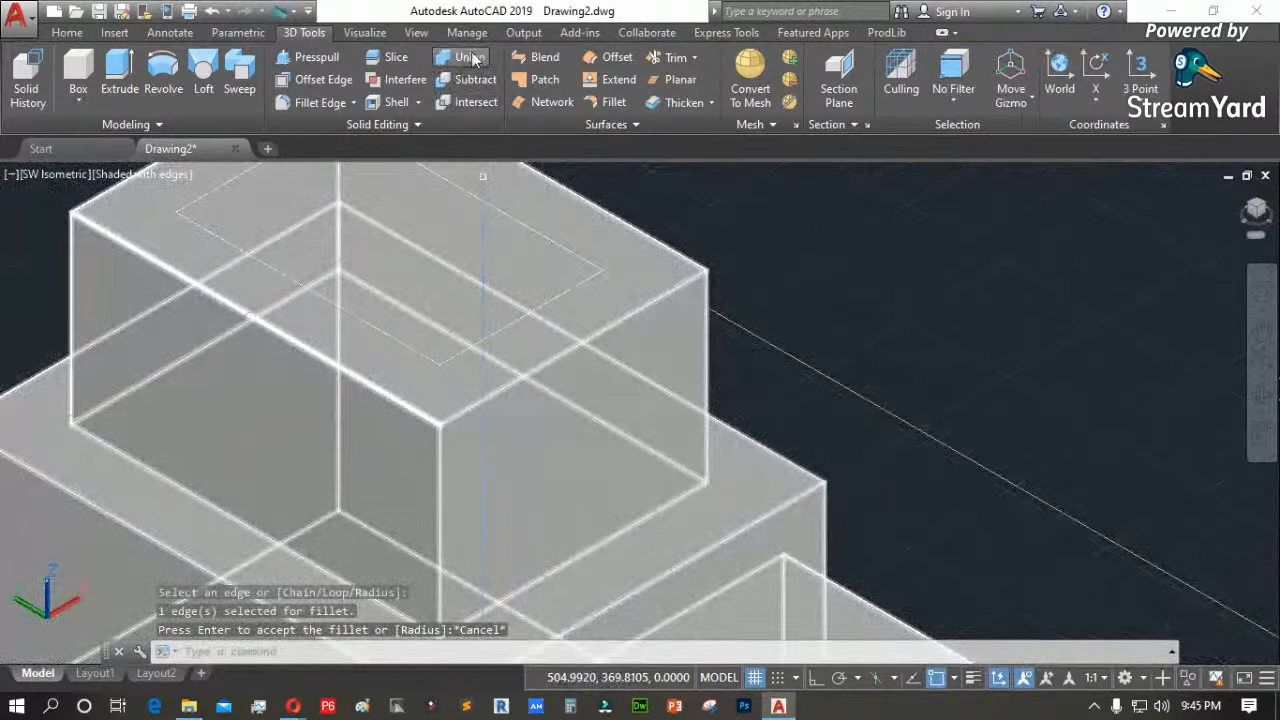 Autodesk AutoCAD 2019 Drawing2.dwg
Type a keyword or phrase
Sign In
Home Insert Annotate Parametric 3D Tools Visualize View Manage Output Add-ins Collaborate Express Tools Featured Apps ProdLib
Powered by
StreamYard
Solid History
Box
Extrude
Revolve
Loft
Sweep
Presspull
Offset Edge
Fillet Edge
Slice
Interfere
Shell
Subtract
Intersect
Blend
Patch
Network
Offset
Extend
Fillet
Trim
Planar
Thicken
Convert To Mesh
Section Plane
Culling
No Filter
Move Gizmo
World
X
3 Point
Modeling
Solid Editing
Surfaces
Mesh
Section
Selection
Coordinates
Start
Drawing2*
[−][SW Isometric][Shaded with edges]
Z
Select an edge or [Chain/Loop/Radius]:
1 edge(s) selected for fillet.
Press Enter to accept the fillet or [Radius]:*Cancel*
Type a command
Model Layout1 Layout2
504.9920, 369.8105, 0.0000 MODEL
1:1
9:45 PM